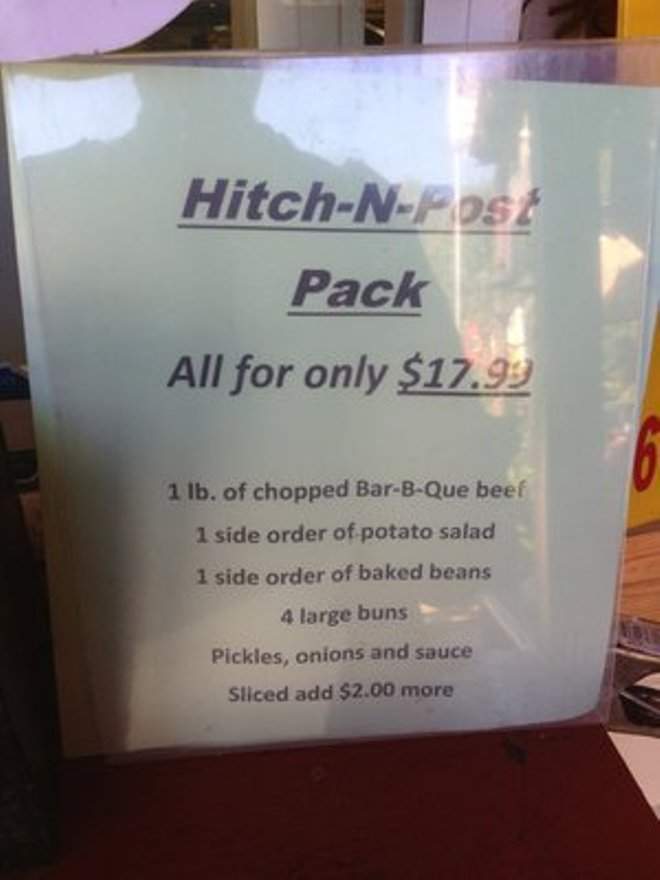 Hitch-N-Post
Pack
All for only $17.99
1 lb. of chopped Bar-B-Que beef
1 side order of potato salad
1 side order of baked beans
4 large buns
Pickles, onions and sauce
Sliced add $2.00 more
6